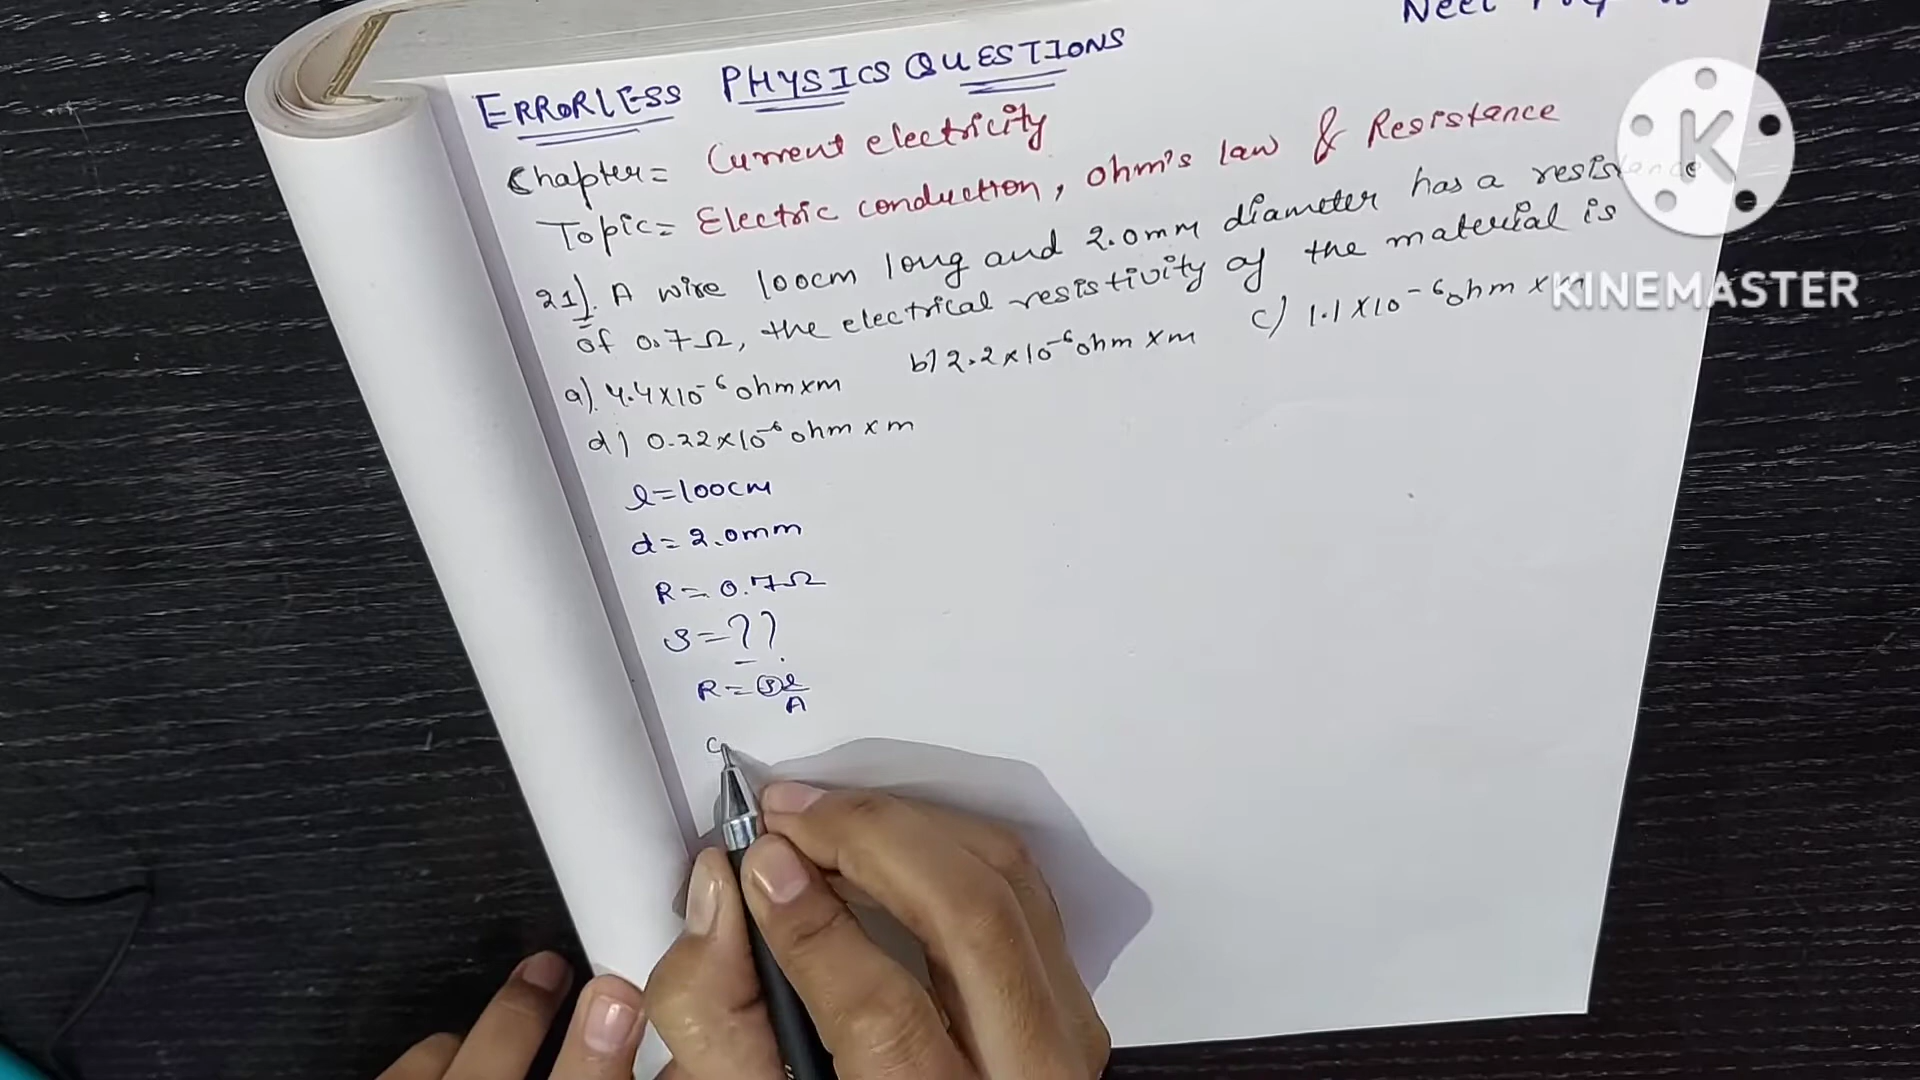 ERRORLESS PHYSICS QUESTIONS
Chapter= Current electricity
Topic= Electric conduction, ohm's law & Resistance
21). A wire 100cm long and 2.0mm diameter has a resistance
of 0.7Ω, the electrical resistivity of the material is
a). 4.4×10⁻⁶ ohm×m b) 2.2×10⁻⁶ ohm×m c) 1.1×10⁻⁶ ohm×m
d) 0.22×10⁻⁶ ohm×m
l=100cm
d=2.0mm
R=0.7Ω
ρ=??
R=ρl/A
K
KINEMASTER